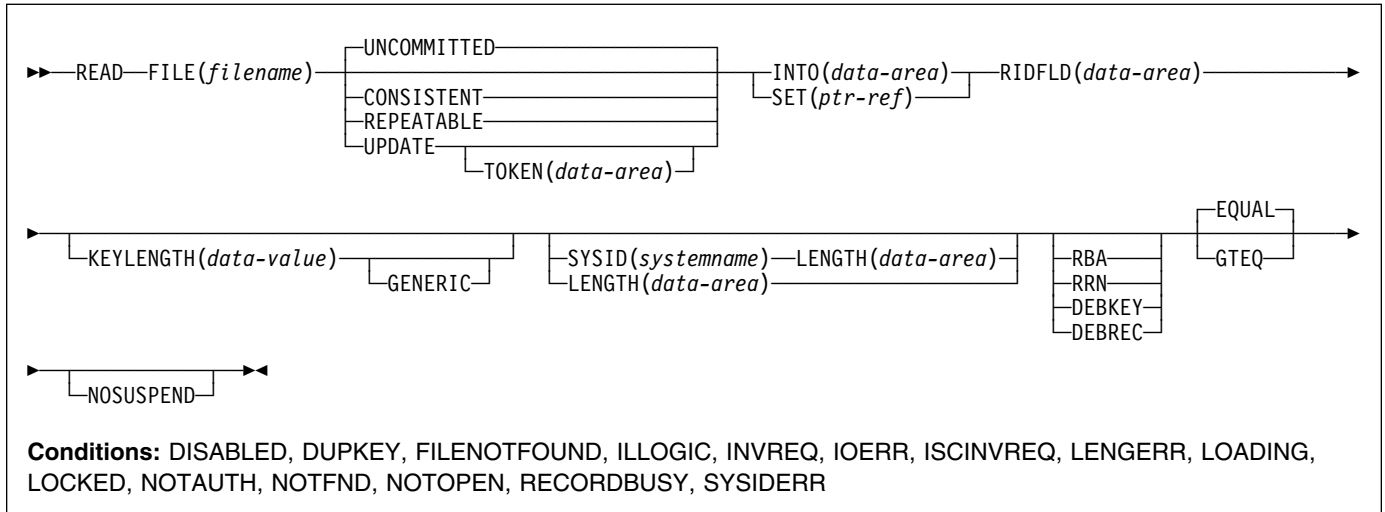 UNCOMMITTED
READ FILE(filename) INTO(data-area) RIDFLD(data-area)
CONSISTENT SET(ptr-ref)
REPEATABLE
UPDATE
TOKEN(data-area)
EQUAL
KEYLENGTH(data-value) SYSID(systemname) LENGTH(data-area) RBA GTEQ
GENERIC LENGTH(data-area) RRN
DEBKEY
DEBREC
NOSUSPEND
Conditions: DISABLED, DUPKEY, FILENOTFOUND, ILLOGIC, INVREQ, IOERR, ISCINVREQ, LENGERR, LOADING,
LOCKED, NOTAUTH, NOTFND, NOTOPEN, RECORDBUSY, SYSIDERR